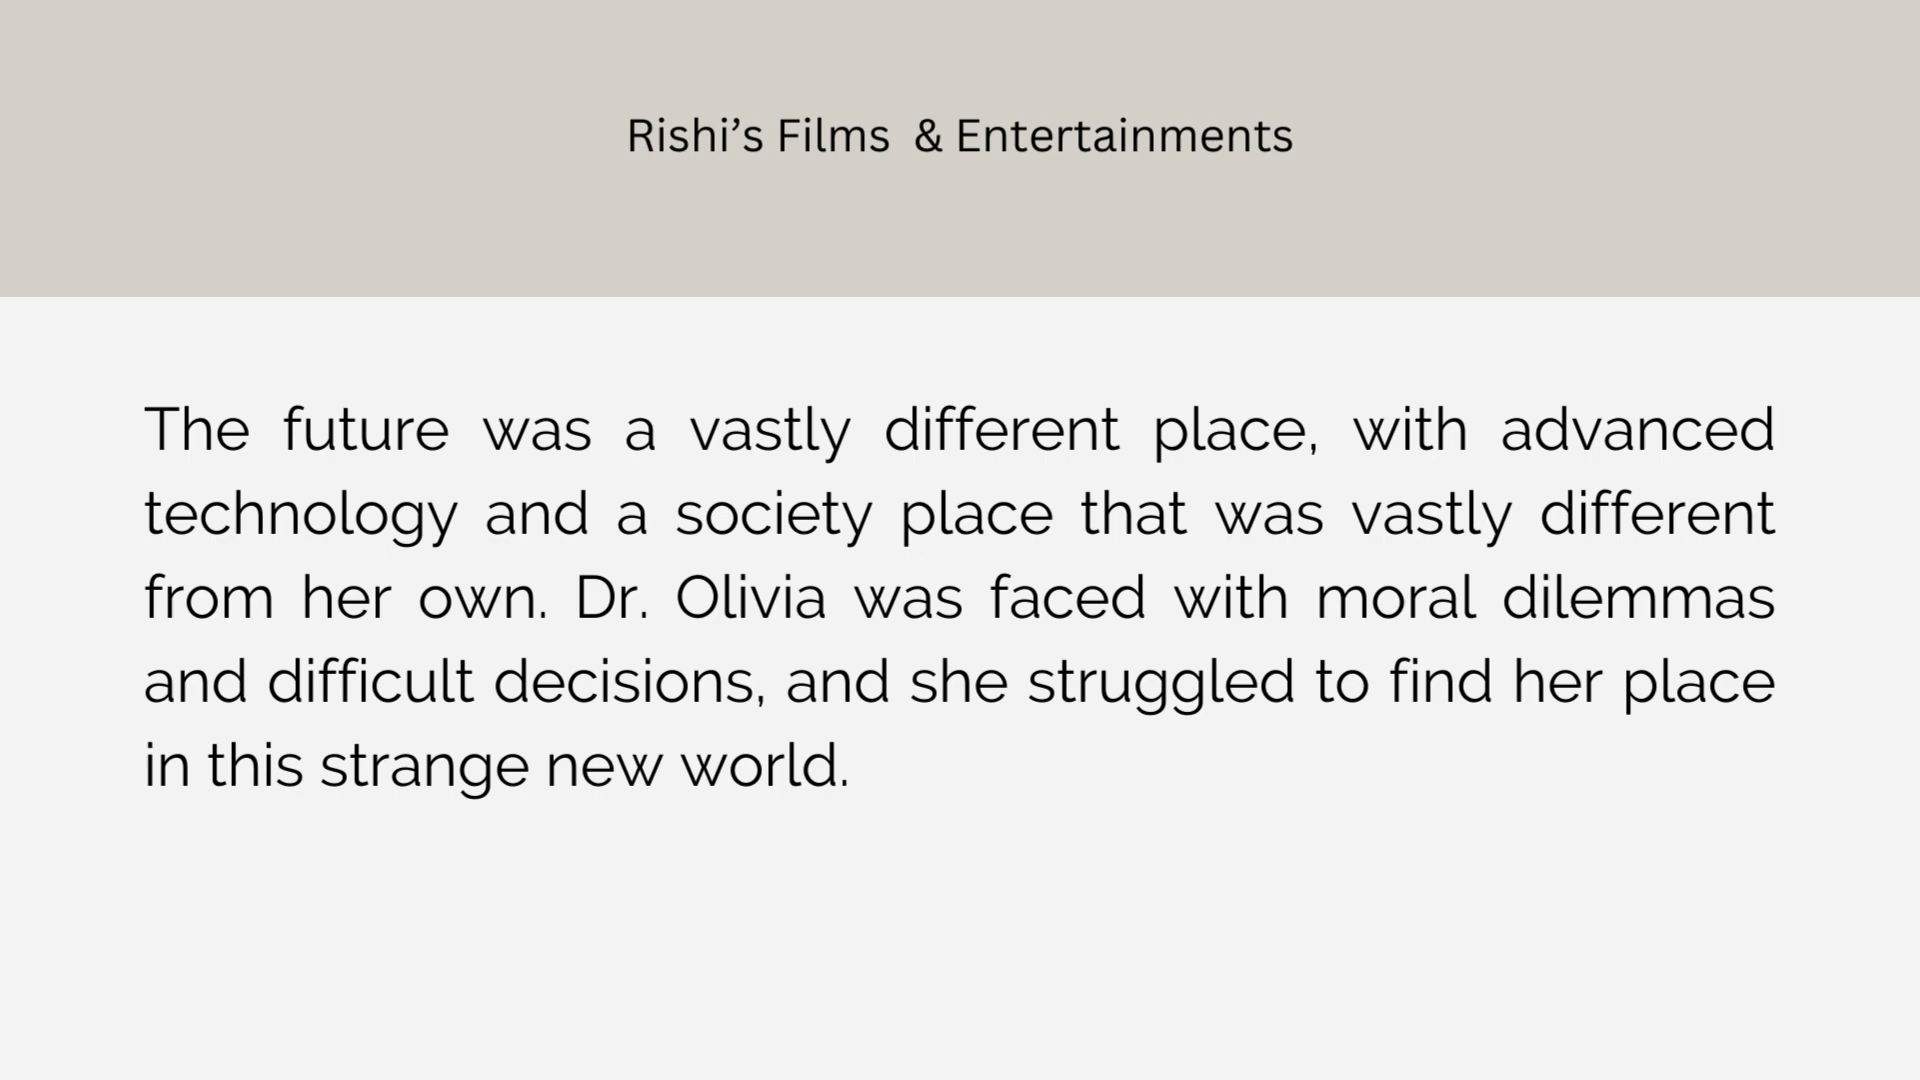 Rishi’s Films & Entertainments
The future was a vastly different place, with advanced
technology and a society place that was vastly different
from her own. Dr. Olivia was faced with moral dilemmas
and difficult decisions, and she struggled to find her place
in this strange new world.